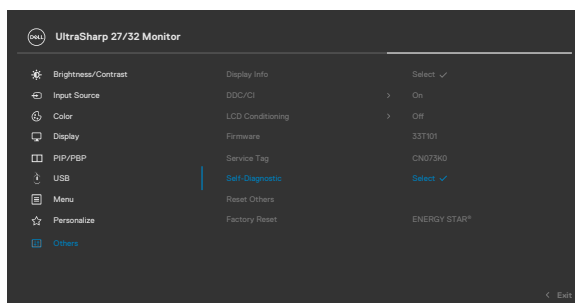 DELL UltraSharp 27/32 Monitor
Brightness/Contrast Display Info Select ✓
Input Source DDC/CI > On
Color LCD Conditioning > Off
Display Firmware 33T101
PIP/PBP Service Tag CN073K0
USB Self-Diagnostic Select ✓
Menu Reset Others
Personalize Factory Reset ENERGY STAR®
Others
< Exit